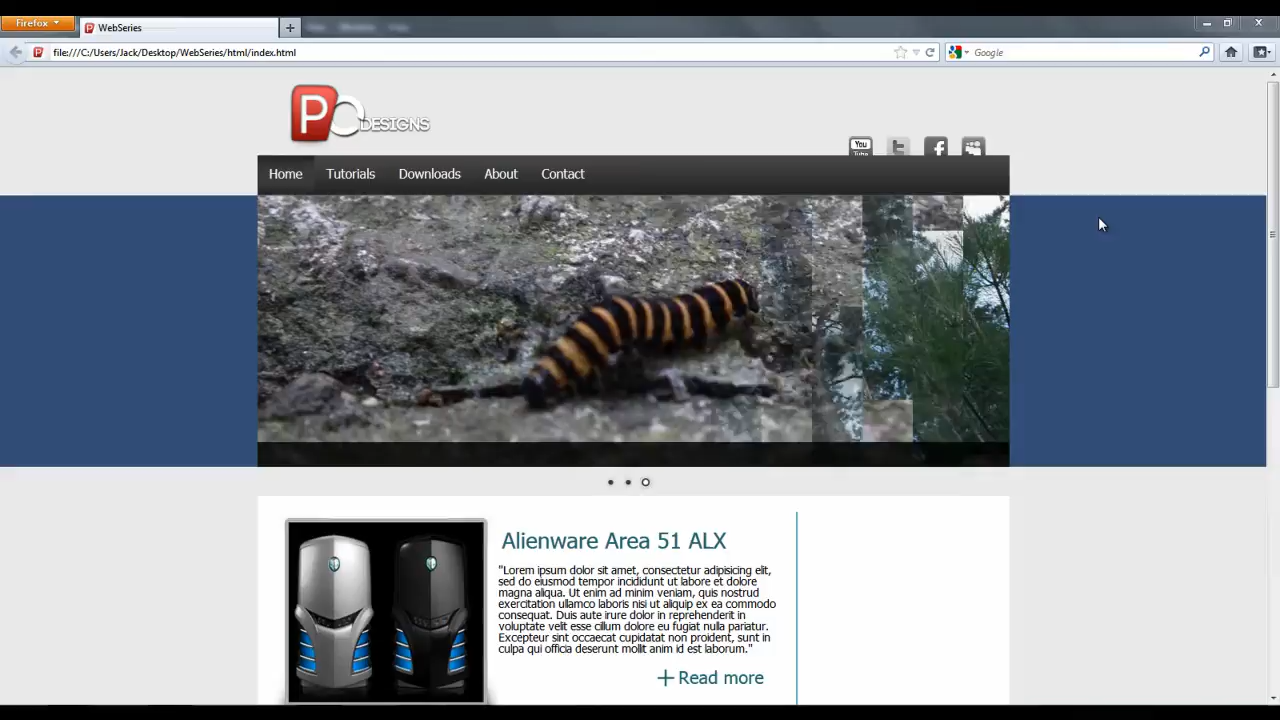 Firefox
WebSeries
file:///C:/Users/Jack/Desktop/WebSeries/html/index.html
Google
PC DESIGNS
You Tube
Home Tutorials Downloads About Contact
Alienware Area 51 ALX
"Lorem ipsum dolor sit amet, consectetur adipisicing elit,
sed do eiusmod tempor incididunt ut labore et dolore
magna aliqua. Ut enim ad minim veniam, quis nostrud
exercitation ullamco laboris nisi ut aliquip ex ea commodo
consequat. Duis aute irure dolor in reprehenderit in
voluptate velit esse cillum dolore eu fugiat nulla pariatur.
Excepteur sint occaecat cupidatat non proident, sunt in
culpa qui officia deserunt mollit anim id est laborum."
Read more